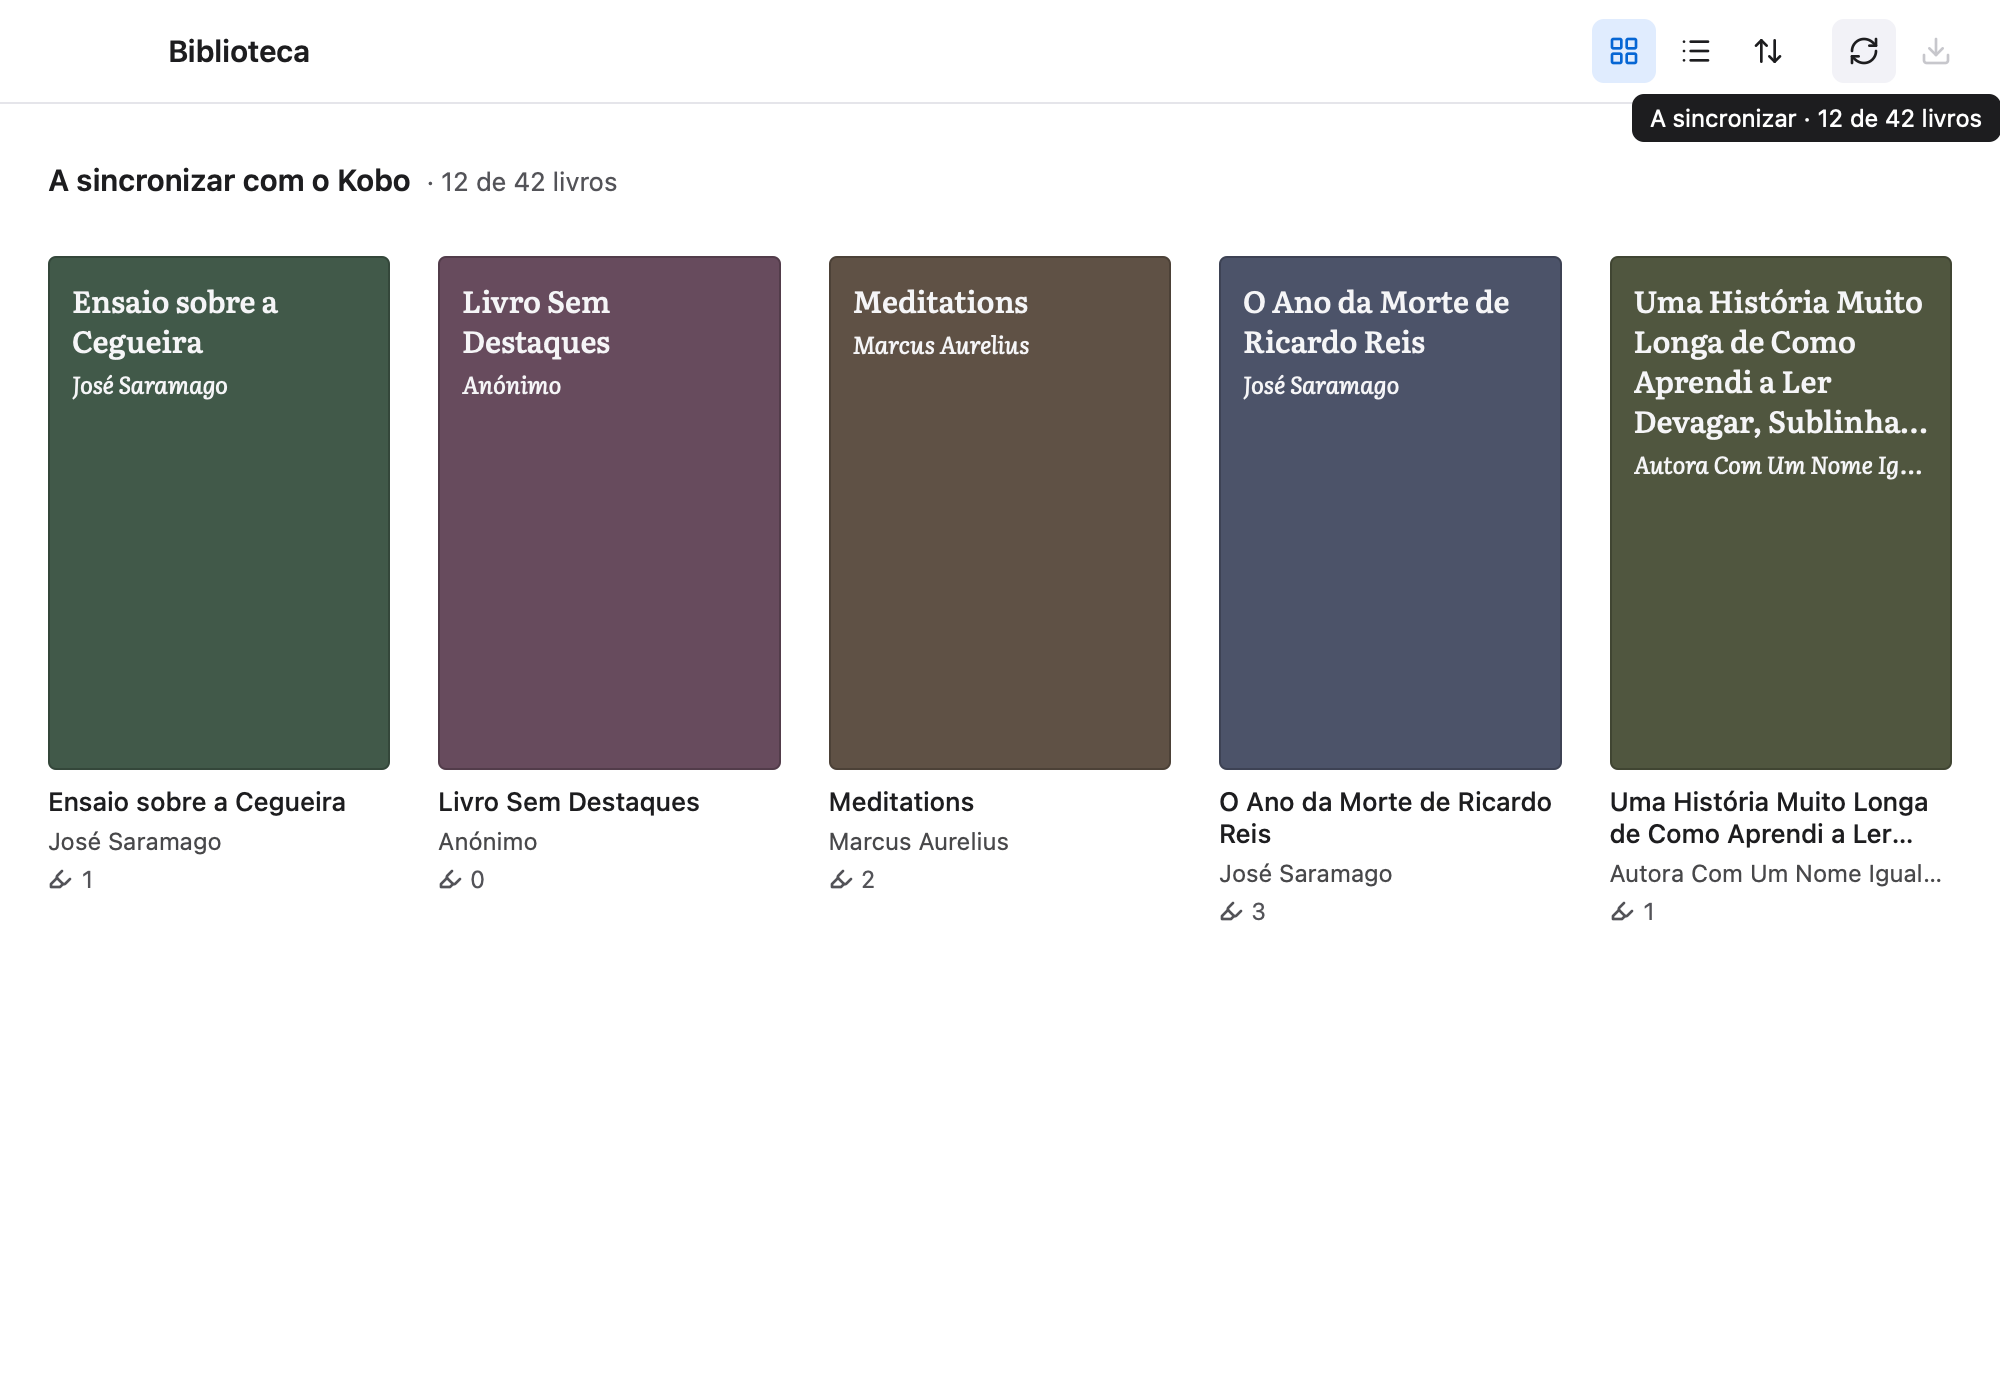 Biblioteca
A sincronizar · 12 de 42 livros
A sincronizar com o Kobo · 12 de 42 livros
Ensaio sobre a
Cegueira
José Saramago
Livro Sem
Destaques
Anónimo
Meditations
Marcus Aurelius
O Ano da Morte de
Ricardo Reis
José Saramago
Uma História Muito
Longa de Como
Aprendi a Ler
Devagar, Sublinha...
Autora Com Um Nome Ig...
Ensaio sobre a Cegueira
José Saramago
1
Livro Sem Destaques
Anónimo
0
Meditations
Marcus Aurelius
2
O Ano da Morte de Ricardo
Reis
José Saramago
3
Uma História Muito Longa
de Como Aprendi a Ler...
Autora Com Um Nome Igual...
1